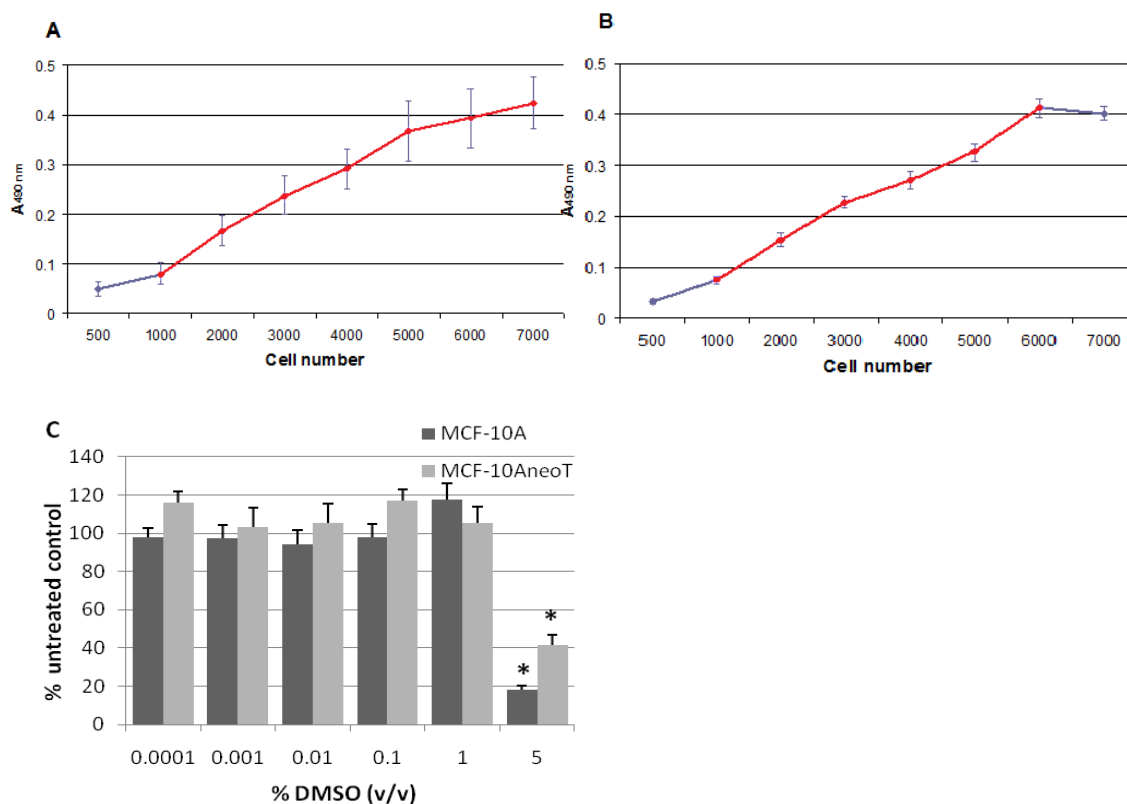 A
A490 nm
0.5
0.4
0.3
0.2
0.1
0
500 1000 2000 3000 4000 5000 6000 7000
Cell number
B
A490 nm
0.5
0.4
0.3
0.2
0.1
0
500 1000 2000 3000 4000 5000 6000 7000
Cell number
C
MCF-10A
MCF-10AneoT
% untreated control
140
120
100
80
60
40
20
0
* *
0.0001 0.001 0.01 0.1 1 5
% DMSO (v/v)